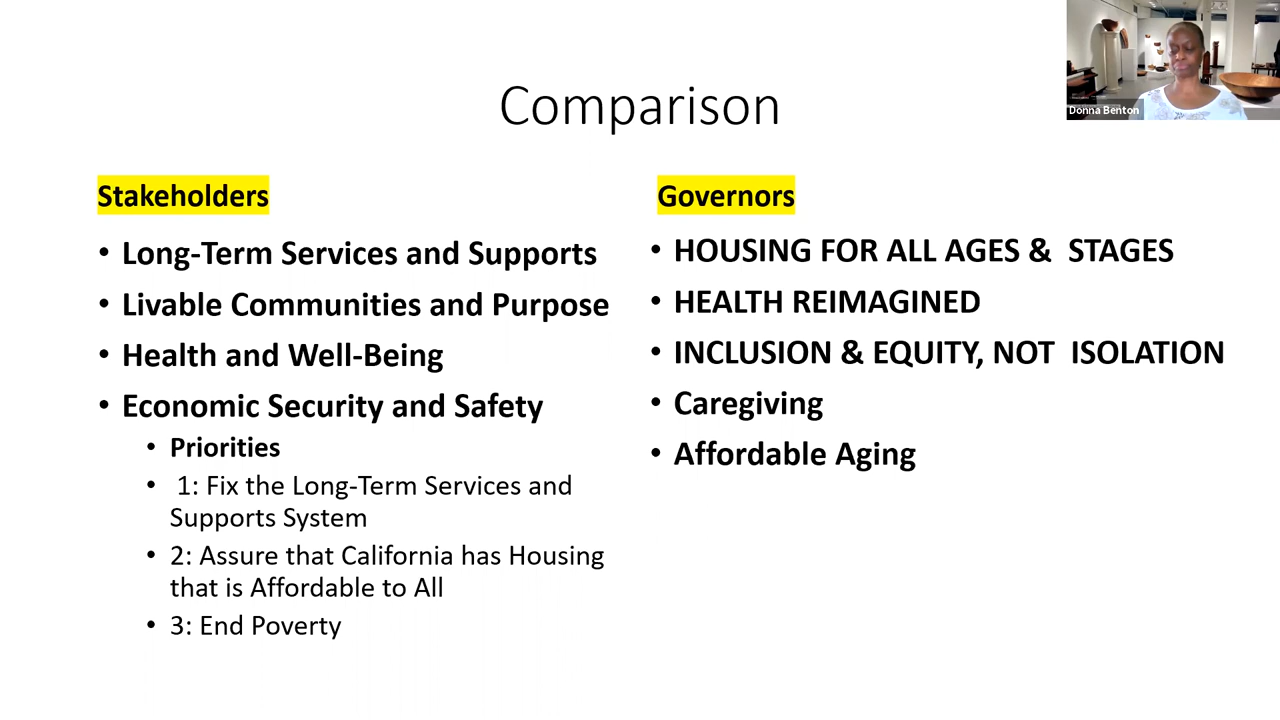 Donna Benton
Comparison
Stakeholders
• Long-Term Services and Supports
• Livable Communities and Purpose
• Health and Well-Being
• Economic Security and Safety
• Priorities
• 1: Fix the Long-Term Services and
Supports System
• 2: Assure that California has Housing
that is Affordable to All
• 3: End Poverty
Governors
• HOUSING FOR ALL AGES & STAGES
• HEALTH REIMAGINED
• INCLUSION & EQUITY, NOT ISOLATION
• Caregiving
• Affordable Aging